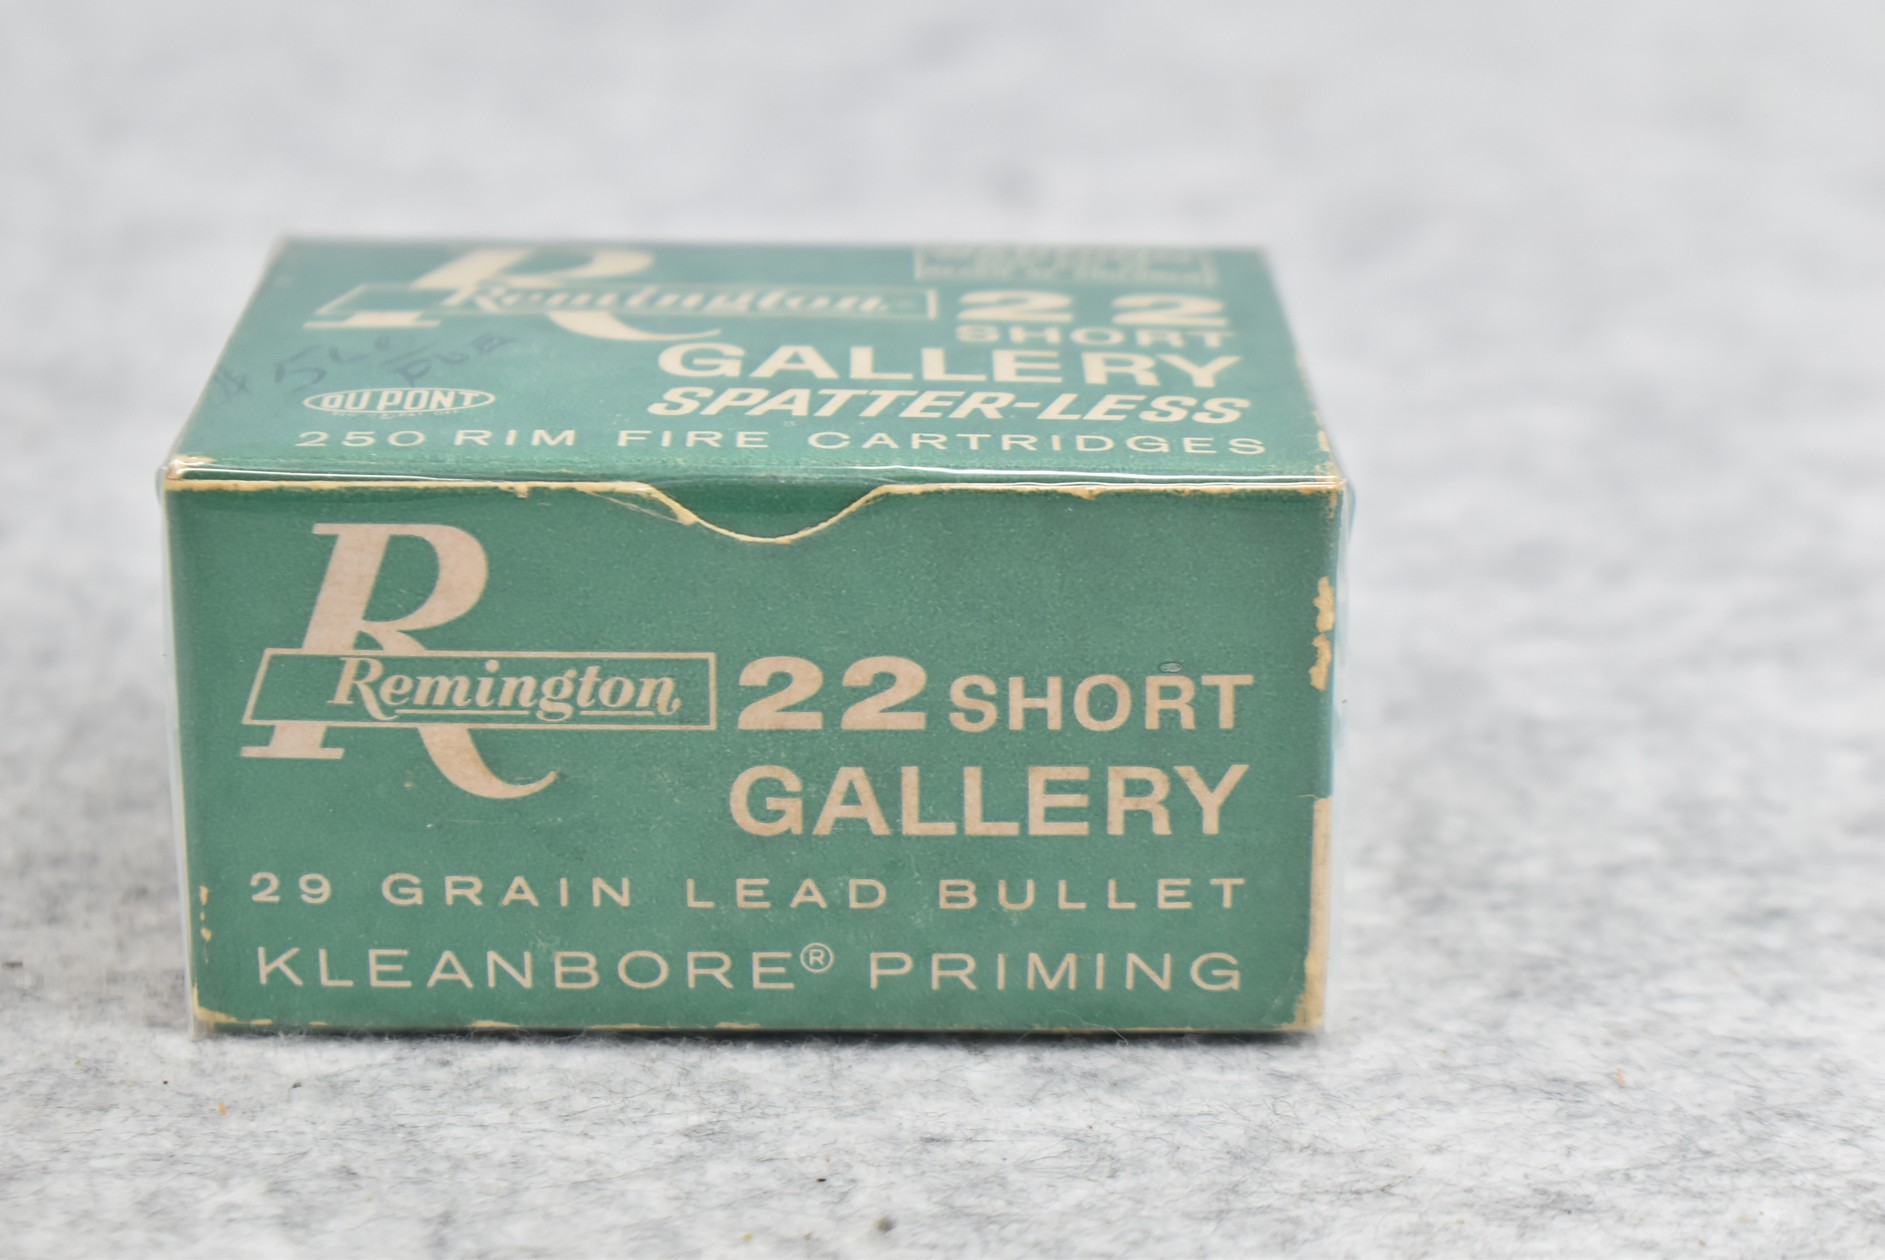 R
Remington
22
SHORT
GALLERY
SPATTER-LESS
DU PONT
250 RIM FIRE CARTRIDGES
R
Remington
22 SHORT
GALLERY
29 GRAIN LEAD BULLET
KLEANBORE® PRIMING